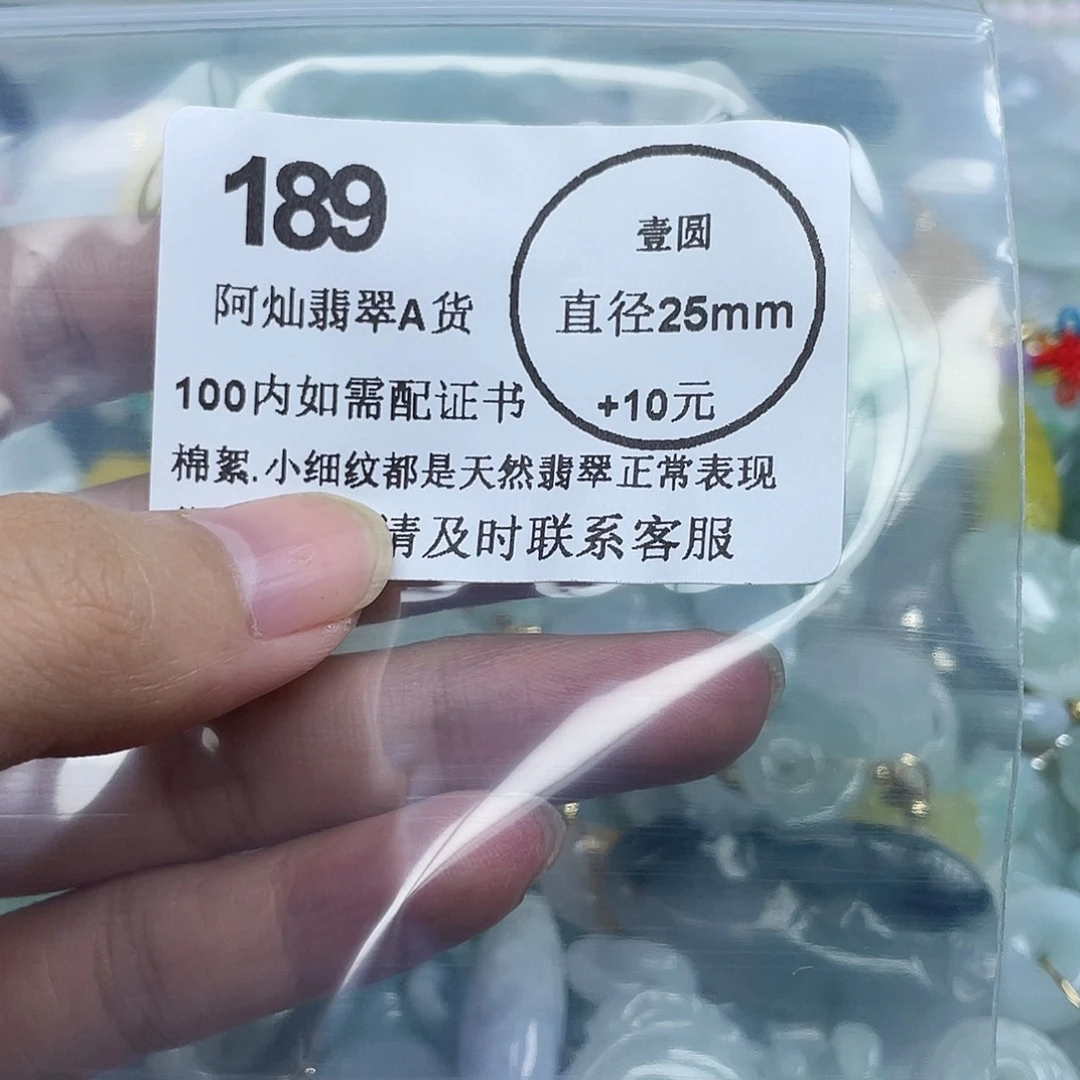 189
壹圆
阿灿翡翠A货
直径25mm
100内如需配证书
+10元
棉絮.小细纹都是天然翡翠正常表现
请及时联系客服